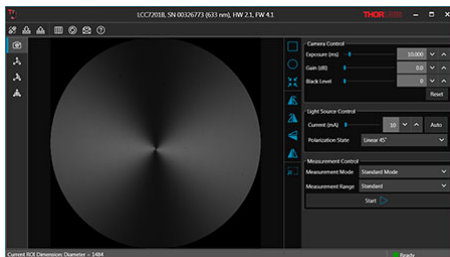 LCC7201B, SN 00326773 (633 nm), HW 2.1, FW 4.1
THORLABS
Camera Control
Exposure (ms) 10.000
Gain (dB) 0.0
Black Level 0
Reset
Light Source Control
Current (mA) 10 Auto
Polarization State Linear 45°
Measurement Control
Measurement Mode Standard Mode
Measurement Range Standard
Start
Current ROI Dimension: Diameter = 1484
Ready